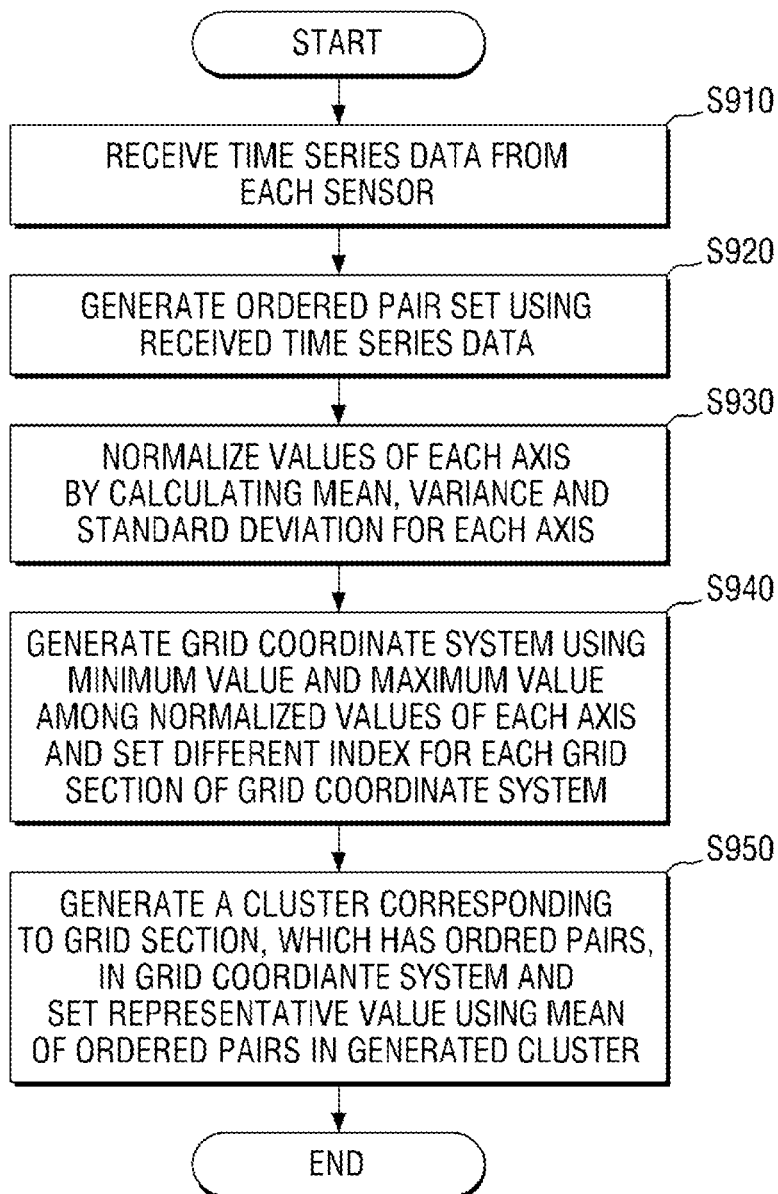 START
S910
RECEIVE TIME SERIES DATA FROM
EACH SENSOR
S920
GENERATE ORDERED PAIR SET USING
RECEIVED TIME SERIES DATA
S930
NORMALIZE VALUES OF EACH AXIS
BY CALCULATING MEAN, VARIANCE AND
STANDARD DEVIATION FOR EACH AXIS
S940
GENERATE GRID COORDINATE SYSTEM USING
MINIMUM VALUE AND MAXIMUM VALUE
AMONG NORMALIZED VALUES OF EACH AXIS
AND SET DIFFERENT INDEX FOR EACH GRID
SECTION OF GRID COORDINATE SYSTEM
S950
GENERATE A CLUSTER CORRESPONDING
TO GRID SECTION, WHICH HAS ORDRED PAIRS,
IN GRID COORDIANTE SYSTEM AND
SET REPRESENTATIVE VALUE USING MEAN
OF ORDERED PAIRS IN GENERATED CLUSTER
END